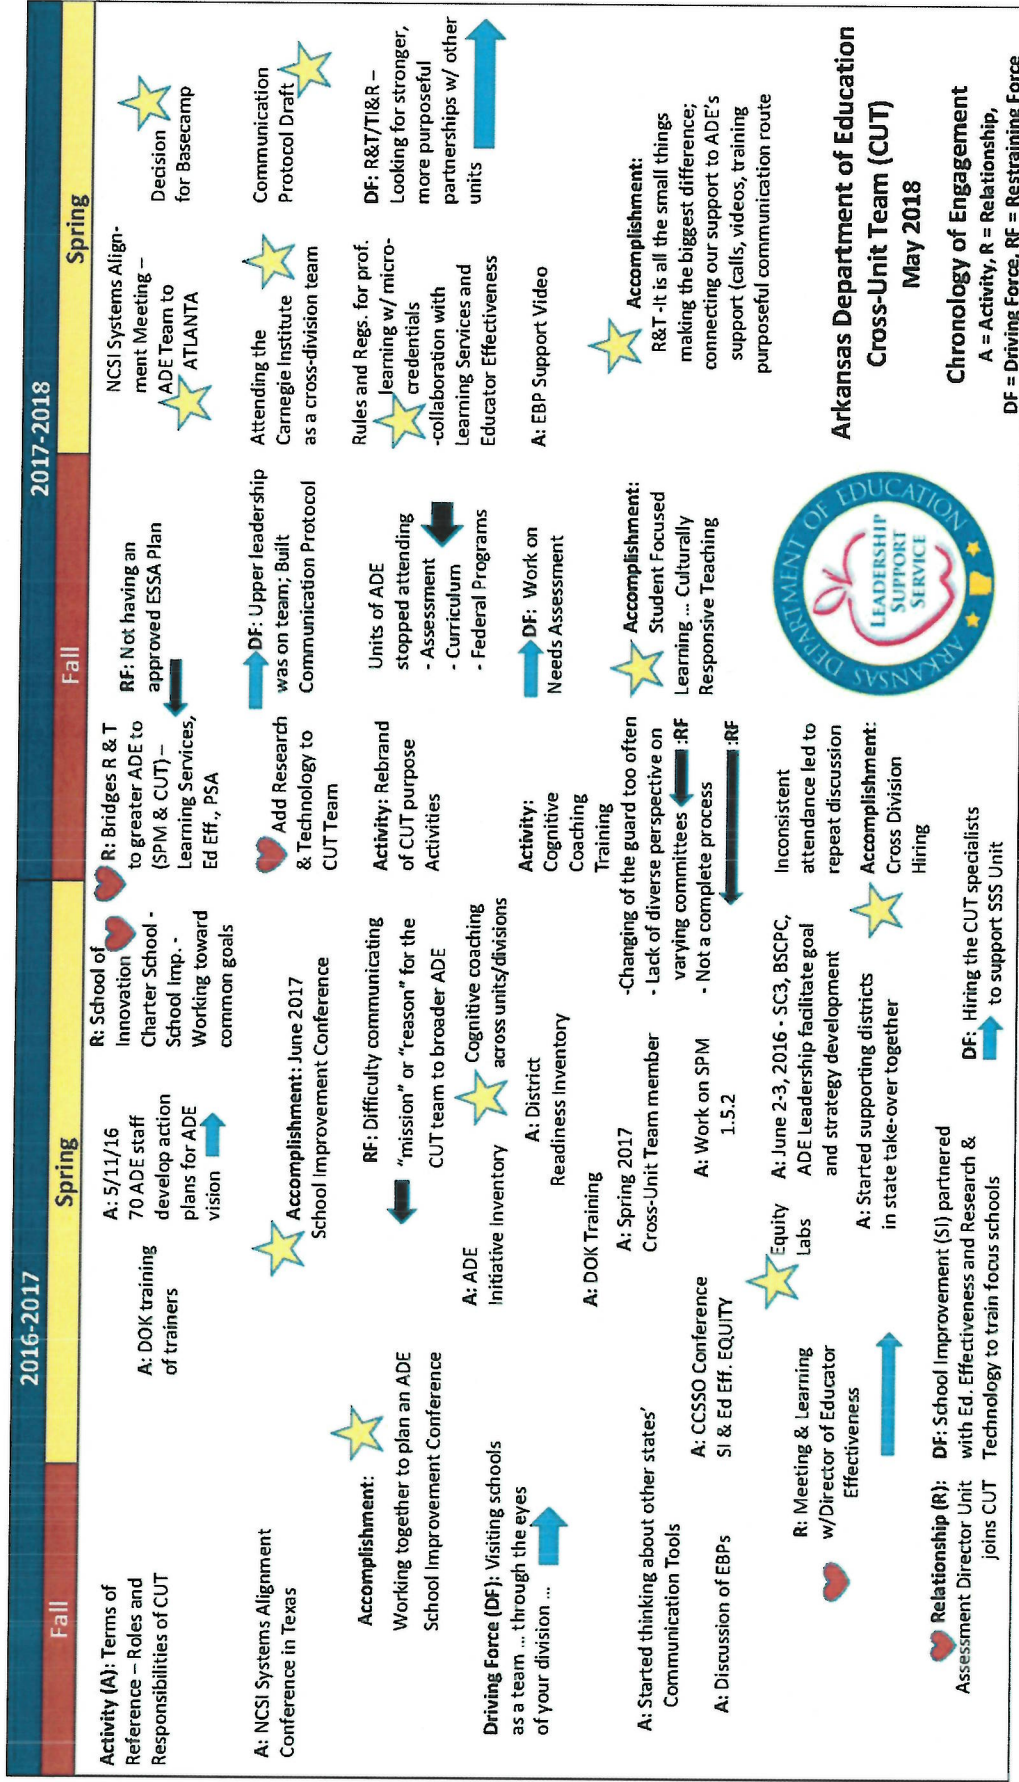 2016-2017
2017-2018
Fall
Spring
Fall
Spring
Activity (A): Terms of
Reference – Roles and
Responsibilities of CUT
A: NCSI Systems Alignment
Conference in Texas
Accomplishment:
Working together to plan an ADE
School Improvement Conference
Driving Force (DF): Visiting schools
as a team ... through the eyes
of your division ...
A: Started thinking about other states’
Communication Tools
A: Discussion of EBPs
A: CCSSO Conference
SI & Ed Eff. EQUITY
R: Meeting & Learning
w/Director of Educator
Effectiveness
Relationship (R):
Assessment Director Unit
joins CUT
A: DOK training
of trainers
A: 5/11/16
70 ADE staff
develop action
plans for ADE
vision
R: School of
Innovation
Charter School -
School Imp. -
Working toward
common goals
Accomplishment: June 2017
School Improvement Conference
RF: Difficulty communicating
“mission” or “reason” for the
CUT team to broader ADE
A: ADE
Initiative Inventory
Cognitive coaching
across units/divisions
A: District
Readiness Inventory
A: DOK Training
A: Spring 2017
Cross-Unit Team member
A: Work on SPM
1.5.2
Equity
Labs
A: June 2-3, 2016 - SC3, BSCPC,
ADE Leadership facilitate goal
and strategy development
A: Started supporting districts
in state take-over together
DF: School Improvement (SI) partnered
with Ed. Effectiveness and Research &
Technology to train focus schools
DF: Hiring the CUT specialists
to support SSS Unit
R: Bridges R & T
to greater ADE to
(SPM & CUT) –
Learning Services,
Ed Eff., PSA
Add Research
& Technology to
CUT Team
Activity: Rebrand
of CUT purpose
Activities
Activity:
Cognitive
Coaching
Training
-Changing of the guard too often
- Lack of diverse perspective on
varying committees :RF
- Not a complete process :RF
Inconsistent
attendance led to
repeat discussion
Accomplishment:
Cross Division
Hiring
RF: Not having an
approved ESSA Plan
DF: Upper leadership
was on team; Built
Communication Protocol
Units of ADE
stopped attending
- Assessment
- Curriculum
- Federal Programs
DF: Work on
Needs Assessment
Accomplishment:
Student Focused
Learning ... Culturally
Responsive Teaching
NCSI Systems Align-
ment Meeting –
ADE Team to
ATLANTA
Decision
for Basecamp
Attending the
Carnegie Institute
as a cross-division team
Communication
Protocol Draft
Rules and Regs. for prof.
learning w/ micro-
credentials
-collaboration with
Learning Services and
Educator Effectiveness
DF: R&T/TI&R –
Looking for stronger,
more purposeful
partnerships w/ other
units
A: EBP Support Video
Accomplishment:
R&T -It is all the small things
making the biggest difference;
connecting our support to ADE’s
support (calls, videos, training
purposeful communication route
ARKANSAS DEPARTMENT OF EDUCATION
LEADERSHIP
SUPPORT
SERVICE
Arkansas Department of Education
Cross-Unit Team (CUT)
May 2018
Chronology of Engagement
A = Activity, R = Relationship,
DF = Driving Force, RF = Restraining Force